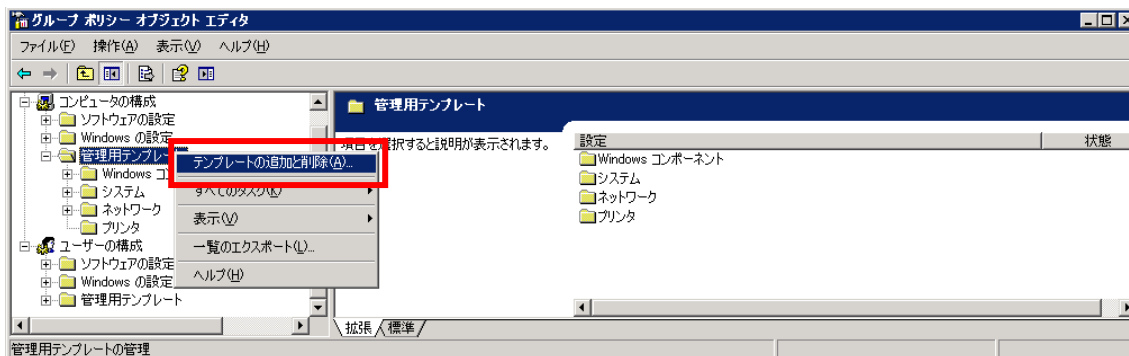 グループ ポリシー オブジェクト エディタ
ファイル(F) 操作(A) 表示(V) ヘルプ(H)
コンピュータの構成
ソフトウェアの設定
Windows の設定
管理用テンプレ
Windows コ
システム
ネットワーク
プリンタ
ユーザーの構成
ソフトウェアの設定
Windows の設定
管理用テンプレート
テンプレートの追加と削除(A)...
すべてのタスク(K)
表示(V)
一覧のエクスポート(L)...
ヘルプ(H)
管理用テンプレート
項目を選択すると説明が表示されます。
設定 状態
Windows コンポーネント
システム
ネットワーク
プリンタ
拡張 標準
管理用テンプレートの管理